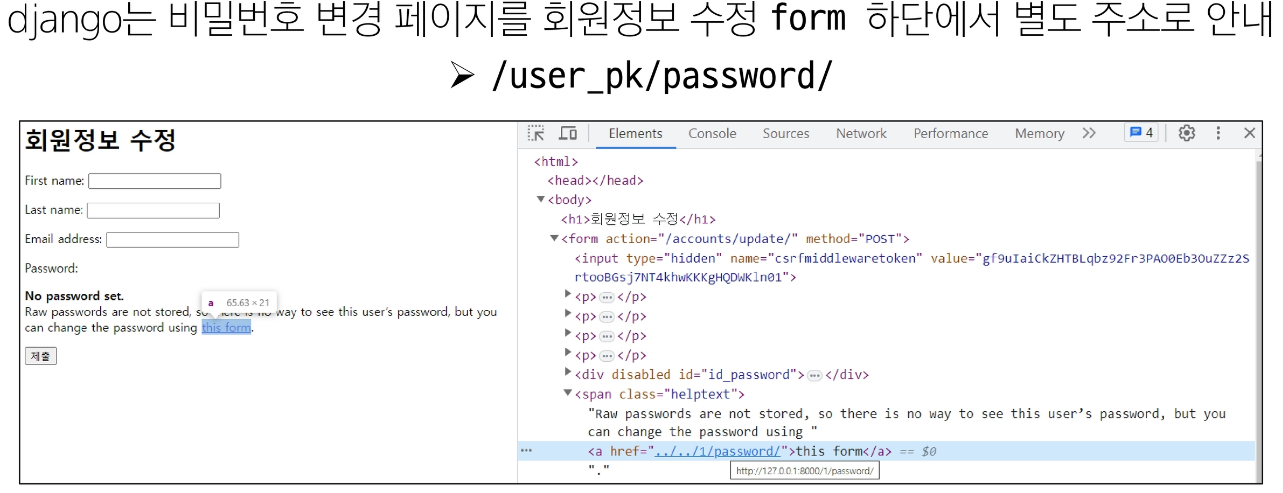 django는 비밀번호 변경 페이지를 회원정보 수정 form 하단에서 별도 주소로 안내
➤ /user_pk/password/
회원정보 수정
First name:
Last name:
Email address:
Password:
No password set.
a 65.63 × 21
Raw passwords are not stored, so there is no way to see this user's password, but you
can change the password using this form.
제출
Elements Console Sources Network Performance Memory >> 4
<html>
<head></head>
▼<body>
<h1>회원정보 수정</h1>
▼<form action="/accounts/update/" method="POST">
<input type="hidden" name="csrfmiddlewaretoken" value="gf9uIaiCkZHTBLqbz92Fr3PAO0Eb3OuZZz2S
rtooBGsj7NT4khwKKKgHQDWKln01">
▶<p>…</p>
▶<p>…</p>
▶<p>…</p>
▶<p>…</p>
▶<div disabled id="id_password">…</div>
▼<span class="helptext">
"Raw passwords are not stored, so there is no way to see this user’s password, but you
can change the password using "
… <a href="../../1/password/">this form</a> == $0
"."
http://127.0.0.1:8000/1/password/